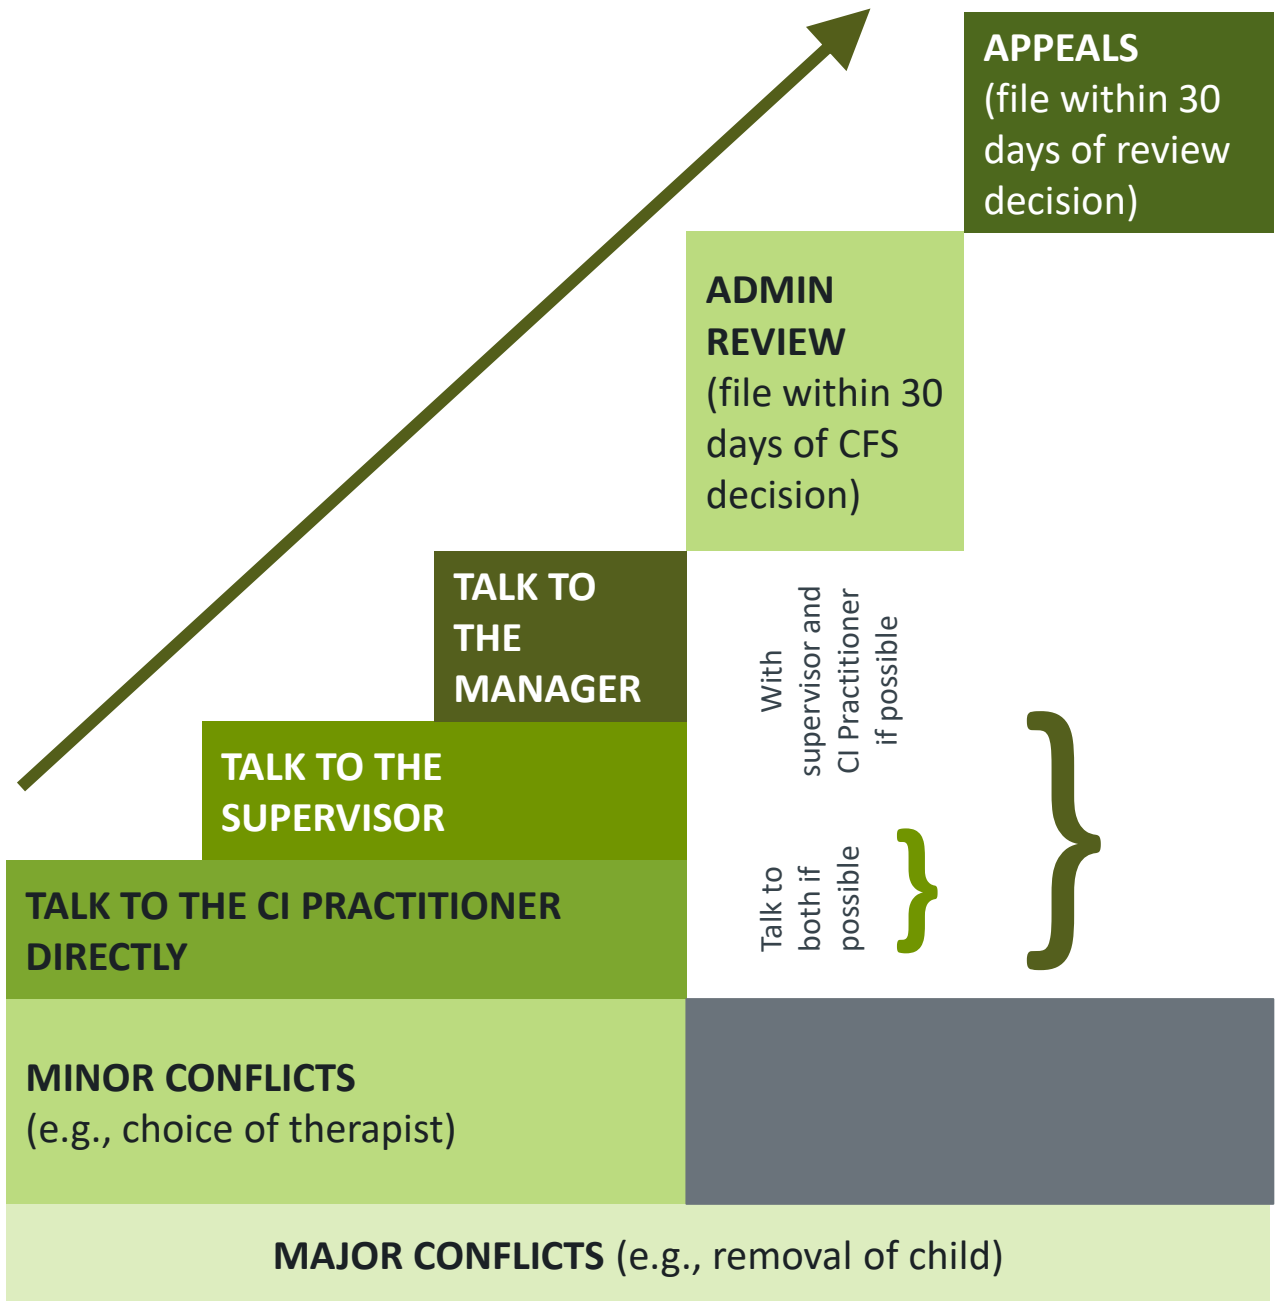 APPEALS
(file within 30
days of review
decision)
ADMIN
REVIEW
(file within 30
days of CFS
decision)
TALK TO
THE
MANAGER
With
supervisor and
CI Practitioner
if possible
TALK TO THE
SUPERVISOR
Talk to
both if
possible
TALK TO THE CI PRACTITIONER
DIRECTLY
MINOR CONFLICTS
(e.g., choice of therapist)
MAJOR CONFLICTS (e.g., removal of child)